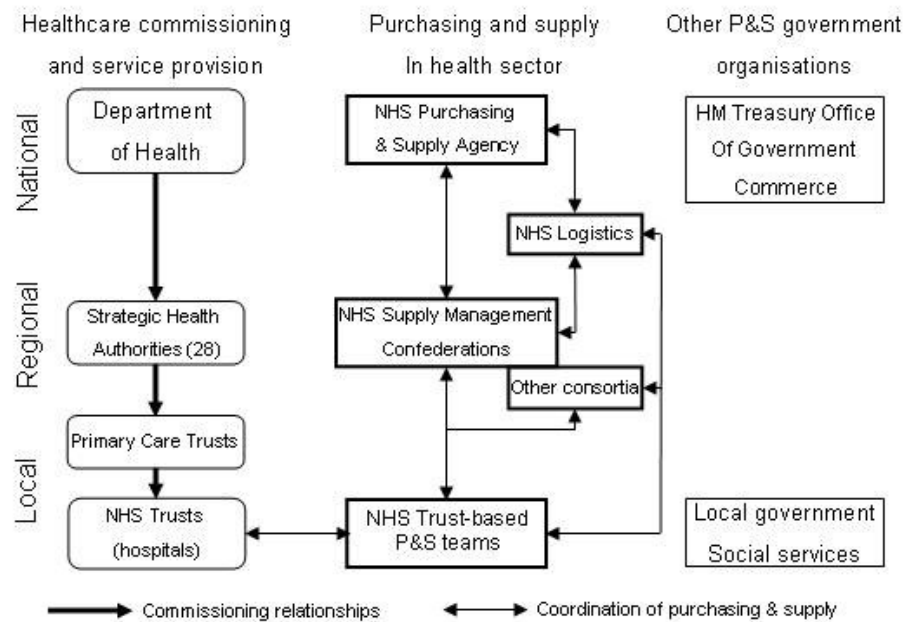 Healthcare commissioning
and service provision
Purchasing and supply
In health sector
Other P&S government
organisations
National
Department
of Health
NHS Purchasing
& Supply Agency
HM Treasury Office
Of Government
Commerce
NHS Logistics
Regional
Strategic Health
Authorities (28)
NHS Supply Management
Confederations
Other consortia
Local
Primary Care Trusts
NHS Trusts
(hospitals)
NHS Trust-based
P&S teams
Local government
Social services
Commissioning relationships
Coordination of purchasing & supply